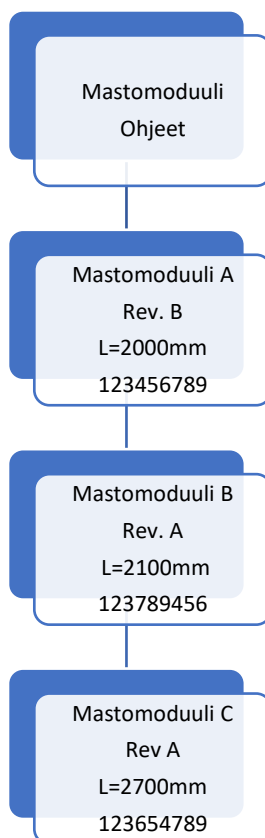 Mastomoduuli
Ohjeet
Mastomoduuli A
Rev. B
L=2000mm
123456789
Mastomoduuli B
Rev. A
L=2100mm
123789456
Mastomoduuli C
Rev A
L=2700mm
123654789